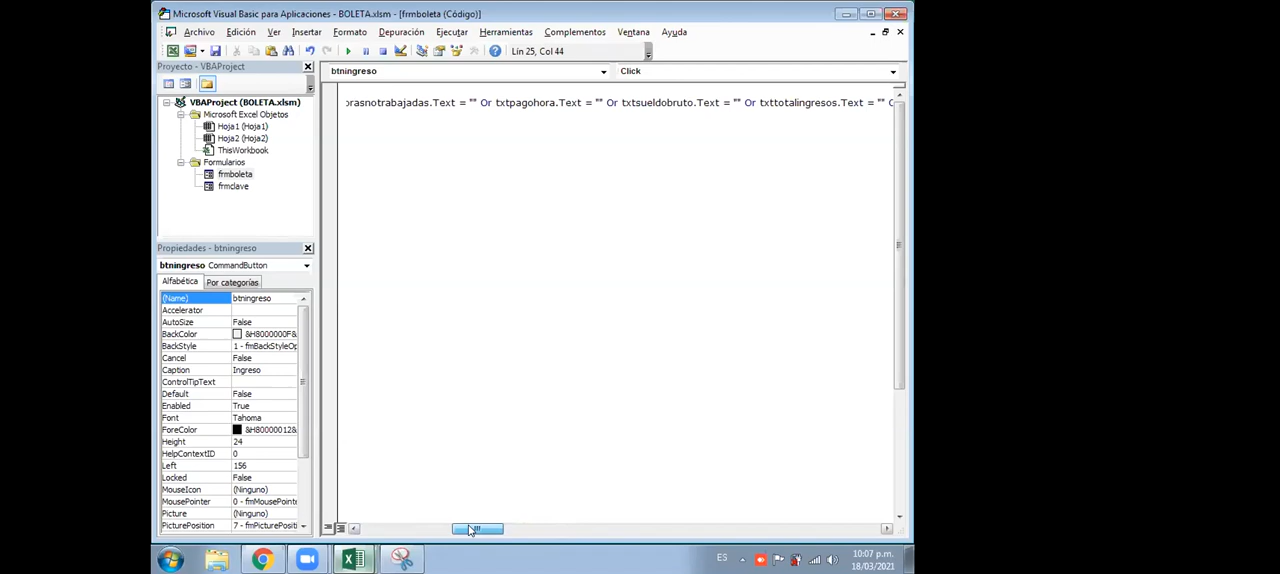 Microsoft Visual Basic para Aplicaciones - BOLETA.xlsm - [frmboleta (Código)]
Archivo Edición Ver Insertar Formato Depuración Ejecutar Herramientas Complementos Ventana Ayuda
Lín 25, Col 44
Proyecto - VBAProject
btningreso
Click
VBAProject (BOLETA.xlsm)
Microsoft Excel Objetos
Hoja1 (Hoja1)
Hoja2 (Hoja2)
ThisWorkbook
Formularios
frmboleta
frmclave
orasnotrabajadas.Text = "" Or txtpagohora.Text = "" Or txtsueldobruto.Text = "" Or txttotalingresos.Text = "" O
Propiedades - btningreso
btningreso CommandButton
Alfabética Por categorías
(Name) btningreso
Accelerator
AutoSize False
BackColor &H8000000F&
BackStyle 1 - fmBackStyleOp
Cancel False
Caption Ingreso
ControlTipText
Default False
Enabled True
Font Tahoma
ForeColor &H80000012&
Height 24
HelpContextID 0
Left 156
Locked False
MouseIcon (Ninguno)
MousePointer 0 - fmMousePointe
Picture (Ninguno)
PicturePosition 7 - fmPicturePositi
ES
10:07 p.m.
18/03/2021